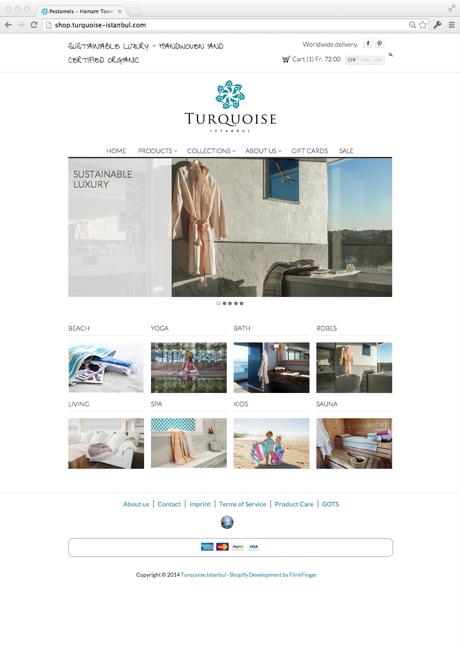 Pestamels - Hamam Towe
shop.turquoise-istanbul.com
SUSTAINABLE LUXURY - HANDWOVEN AND
CERTIFIED ORGANIC
Worldwide delivery.
Cart (1) Fr. 72.00
CHF EUR USD
TURQUOISE
ISTANBUL
HOME PRODUCTS COLLECTIONS ABOUT US GIFT CARDS SALE
SUSTAINABLE
LUXURY
BEACH YOGA BATH ROBES
LIVING SPA KIDS SAUNA
About us | Contact | Imprint | Terms of Service | Product Care | GOTS
PayPal VISA
Copyright © 2014 Turquoise Istanbul - Shopify Development by FlinkFinger